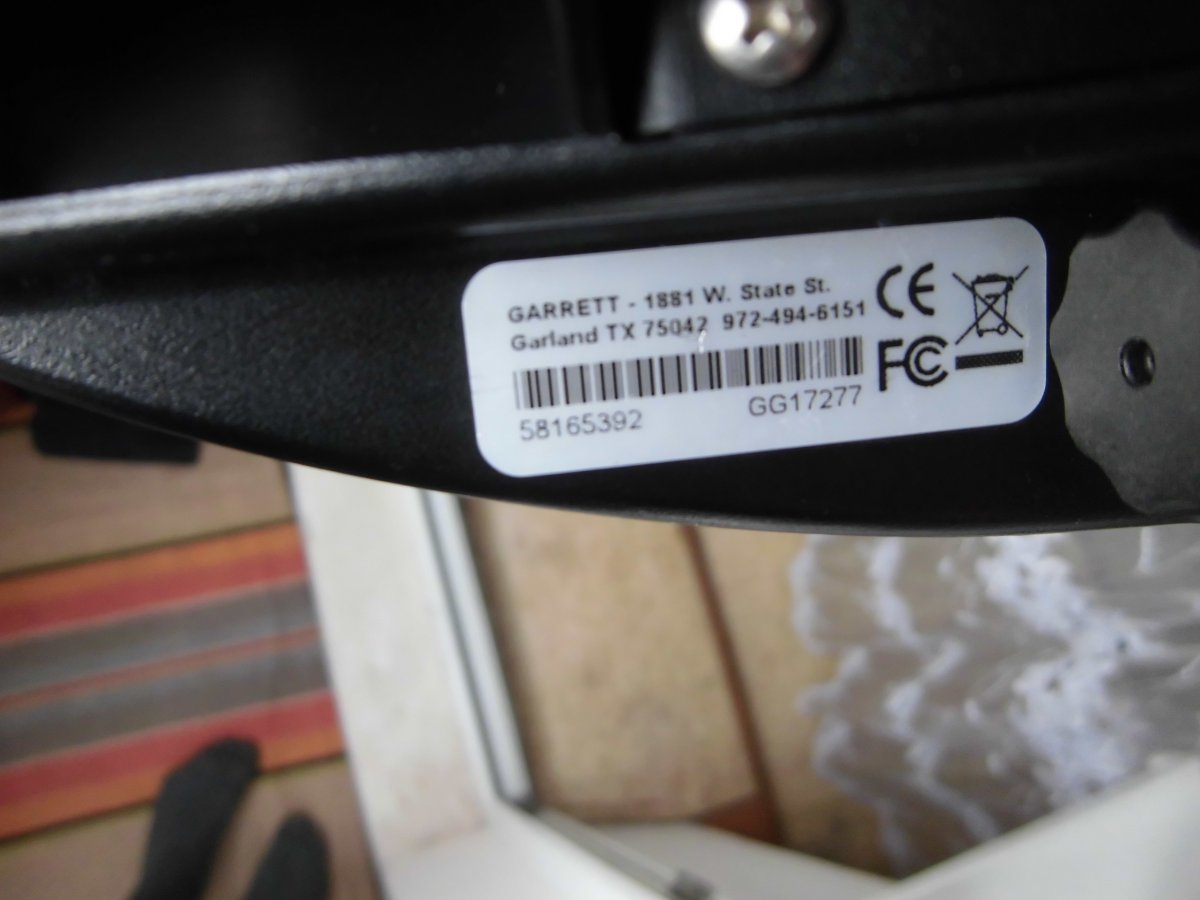 GARRETT - 1881 W. State St.
Garland TX 75042 972-494-6151
CE
FC
58165392 GG17277